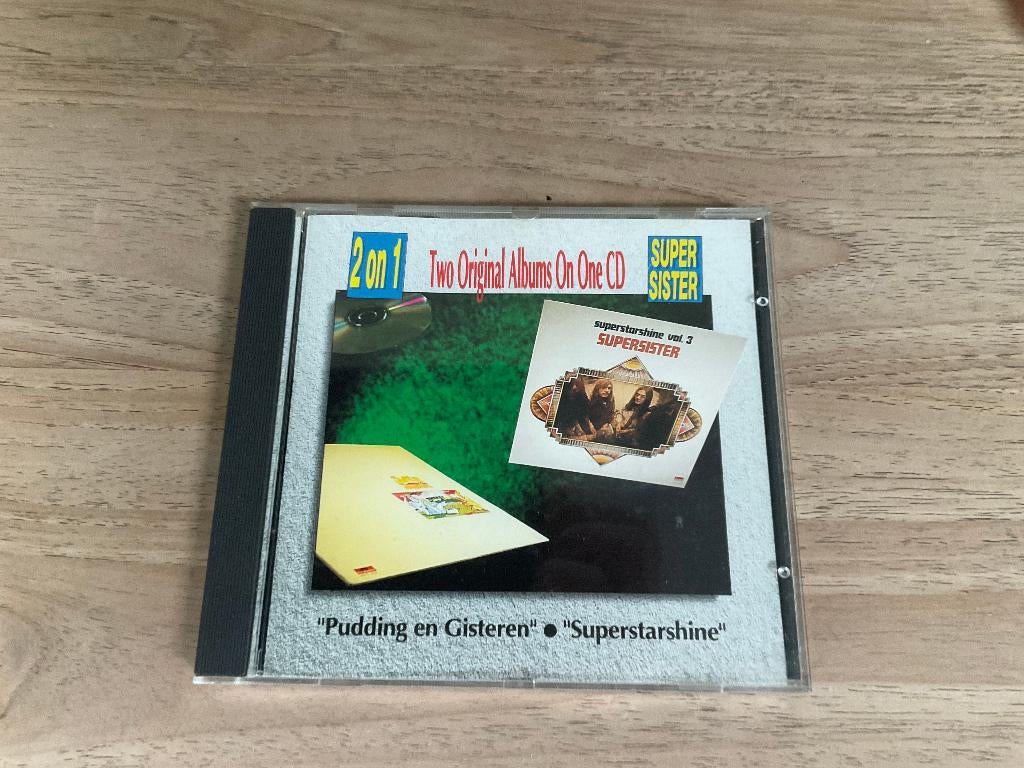 2 on 1
Two Original Albums On One CD
SUPER
SISTER
superstarshine vol. 3
SUPERSISTER
"Pudding en Gisteren" ● "Superstarshine"